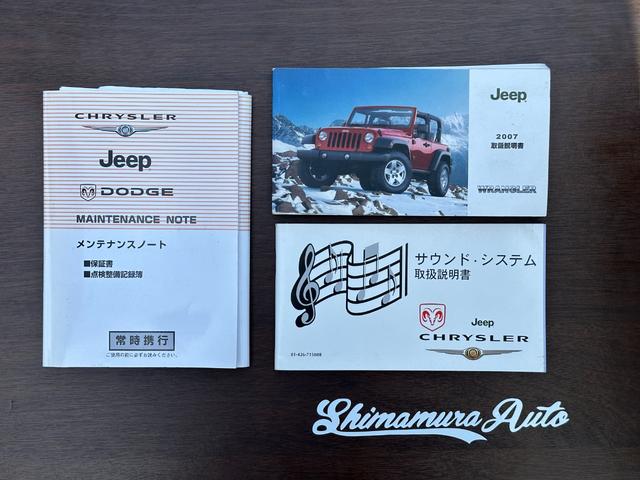 CHRYSLER
Jeep
DODGE
MAINTENANCE NOTE
メンテナンスノート
■保証書
■点検整備記録簿
常時携行
ご使用の前に必ずお読みください。
Jeep
2007
取扱説明書
WRANGLER
サウンド・システム
取扱説明書
Jeep
CHRYSLER
Shimamura Auto